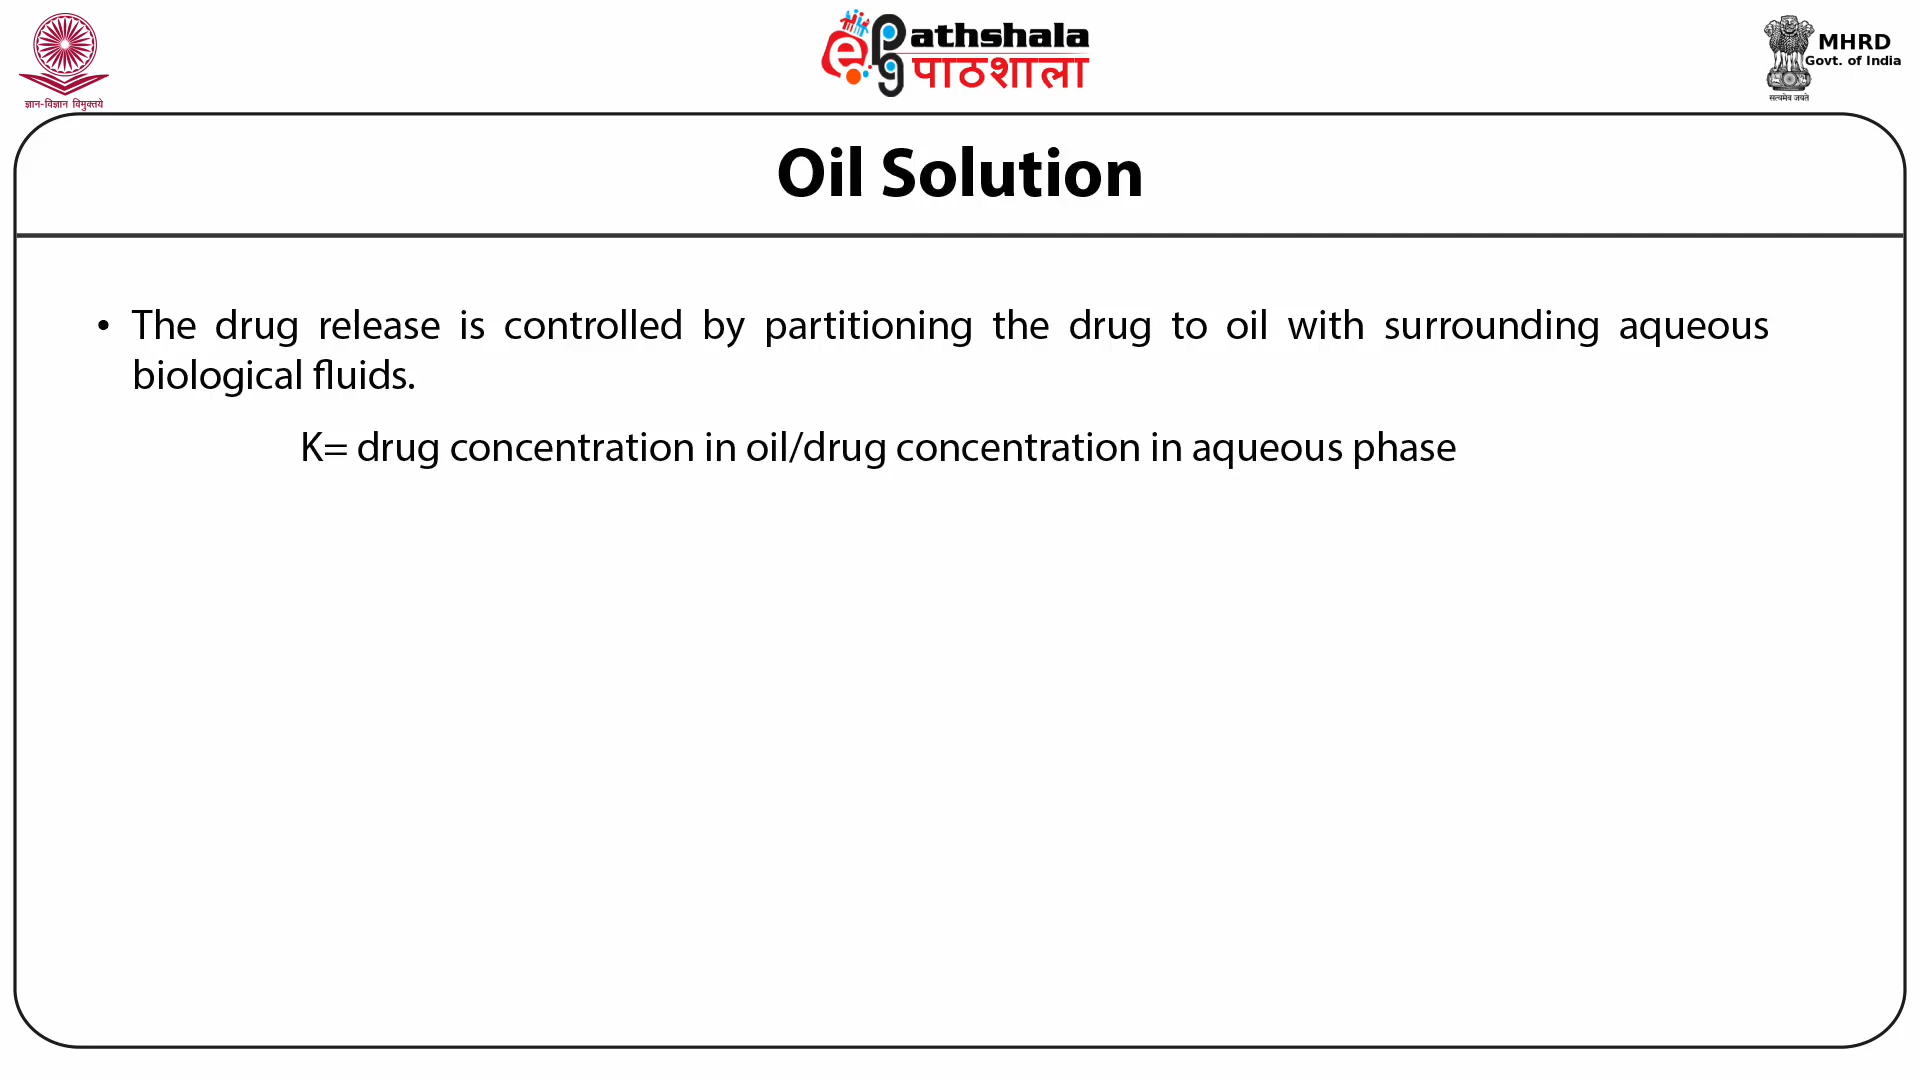 ज्ञान-विज्ञान विमुक्तये
ePathshala
पाठशाला
MHRD
Govt. of India
सत्यमेव जयते
Oil Solution
• The drug release is controlled by partitioning the drug to oil with surrounding aqueous
biological fluids.
K= drug concentration in oil/drug concentration in aqueous phase